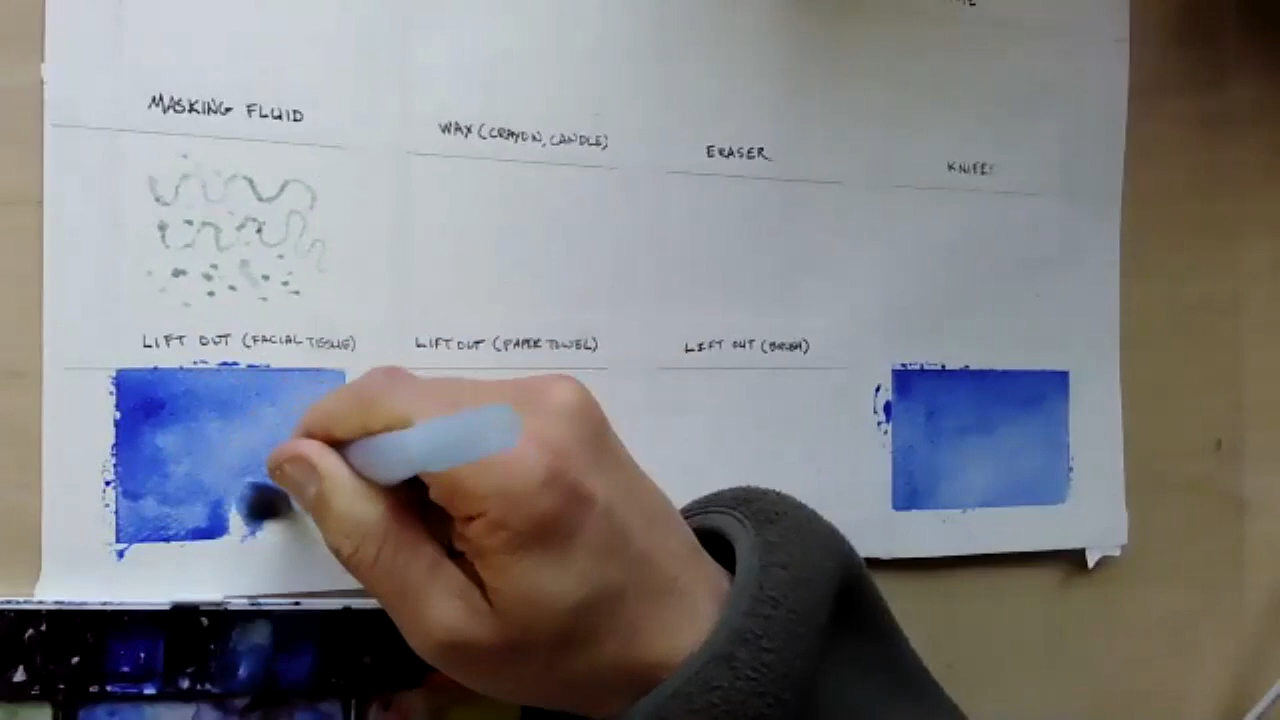 MASKING FLUID
WAX (CRAYON, CANDLE)
ERASER
KNIFE
LIFT OUT (FACIAL TISSUE)
LIFT OUT (PAPER TOWEL)
LIFT OUT (BRUSH)